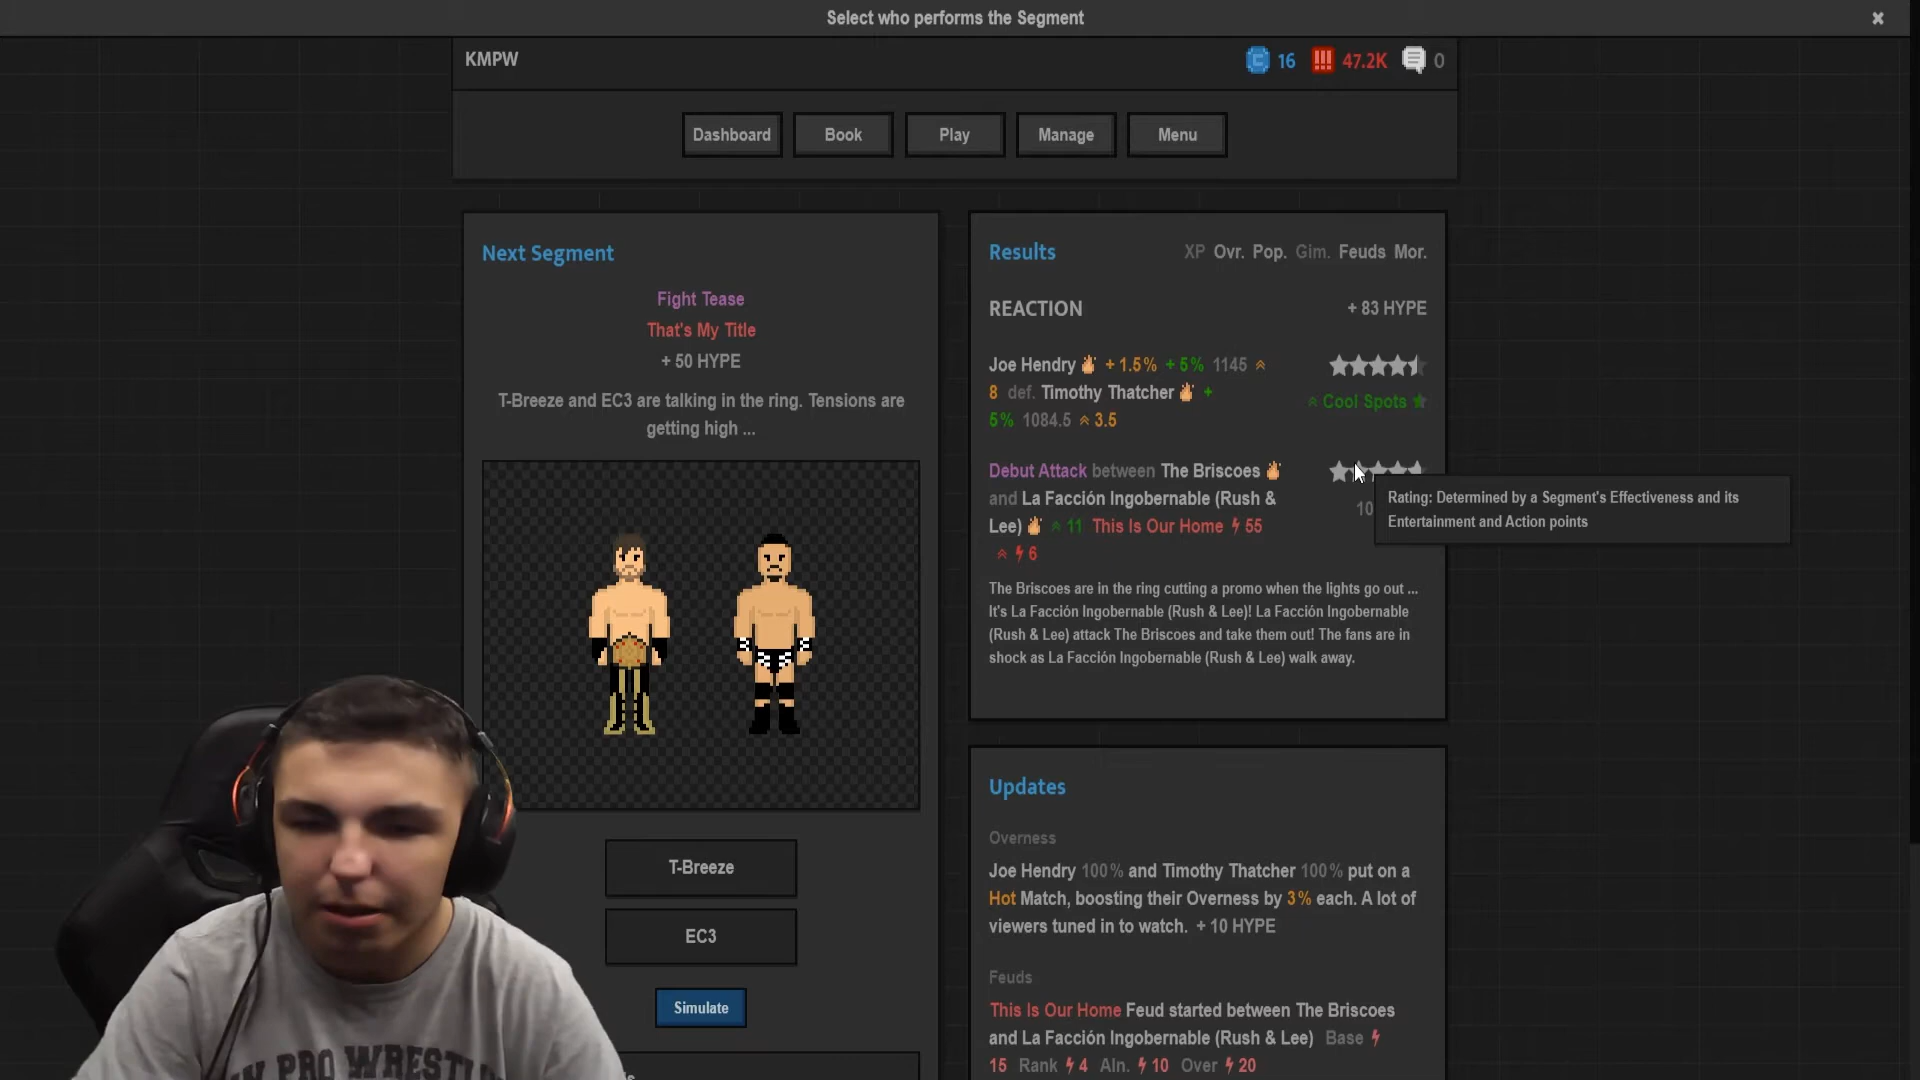 Select who performs the Segment
KMPW
16
47.2K
0
Dashboard
Book
Play
Manage
Menu
Next Segment
Fight Tease
That's My Title
+ 50 HYPE
T-Breeze and EC3 are talking in the ring. Tensions are
getting high ...
T-Breeze
EC3
Simulate
Results
XP Ovr. Pop. Gim. Feuds Mor.
REACTION
+ 83 HYPE
Joe Hendry + 1.5% + 5% 1145
8 def. Timothy Thatcher +
5% 1084.5 3.5
Cool Spots
Debut Attack between The Briscoes
and La Facción Ingobernable (Rush &
Lee) 11 This Is Our Home 55
6
10
Rating: Determined by a Segment's Effectiveness and its
Entertainment and Action points
The Briscoes are in the ring cutting a promo when the lights go out ...
It's La Facción Ingobernable (Rush & Lee)! La Facción Ingobernable
(Rush & Lee) attack The Briscoes and take them out! The fans are in
shock as La Facción Ingobernable (Rush & Lee) walk away.
Updates
Overness
Joe Hendry 100% and Timothy Thatcher 100% put on a
Hot Match, boosting their Overness by 3% each. A lot of
viewers tuned in to watch. + 10 HYPE
Feuds
This Is Our Home Feud started between The Briscoes
and La Facción Ingobernable (Rush & Lee) Base
15 Rank 4 Aln. 10 Over 20
PRO WRESTL